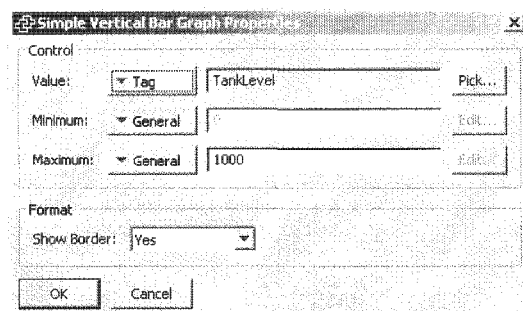 Simple Vertical Bar Graph Properties
Control
Value: Tag TankLevel Pick...
Minimum: General 0 Edit...
Maximum: General 1000 Edit...
Format
Show Border: Yes
OK Cancel